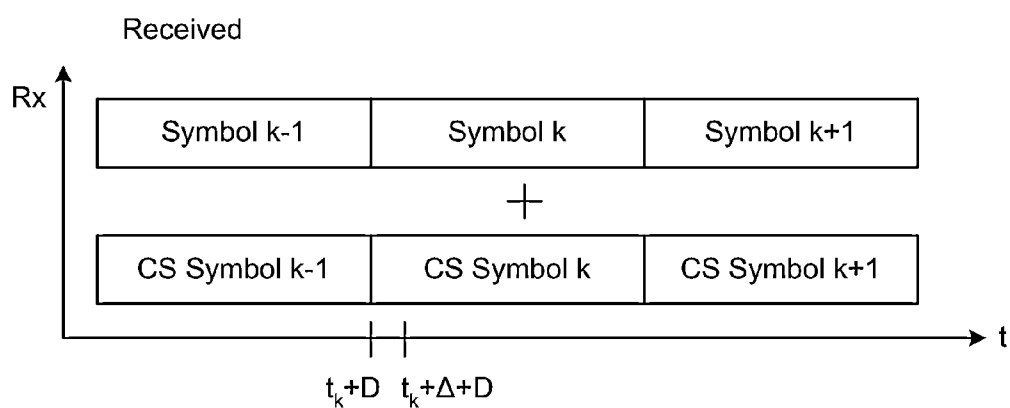 Received
Rx
Symbol k-1 Symbol k Symbol k+1
+
CS Symbol k-1 CS Symbol k CS Symbol k+1
t
tₖ+D tₖ+Δ+D